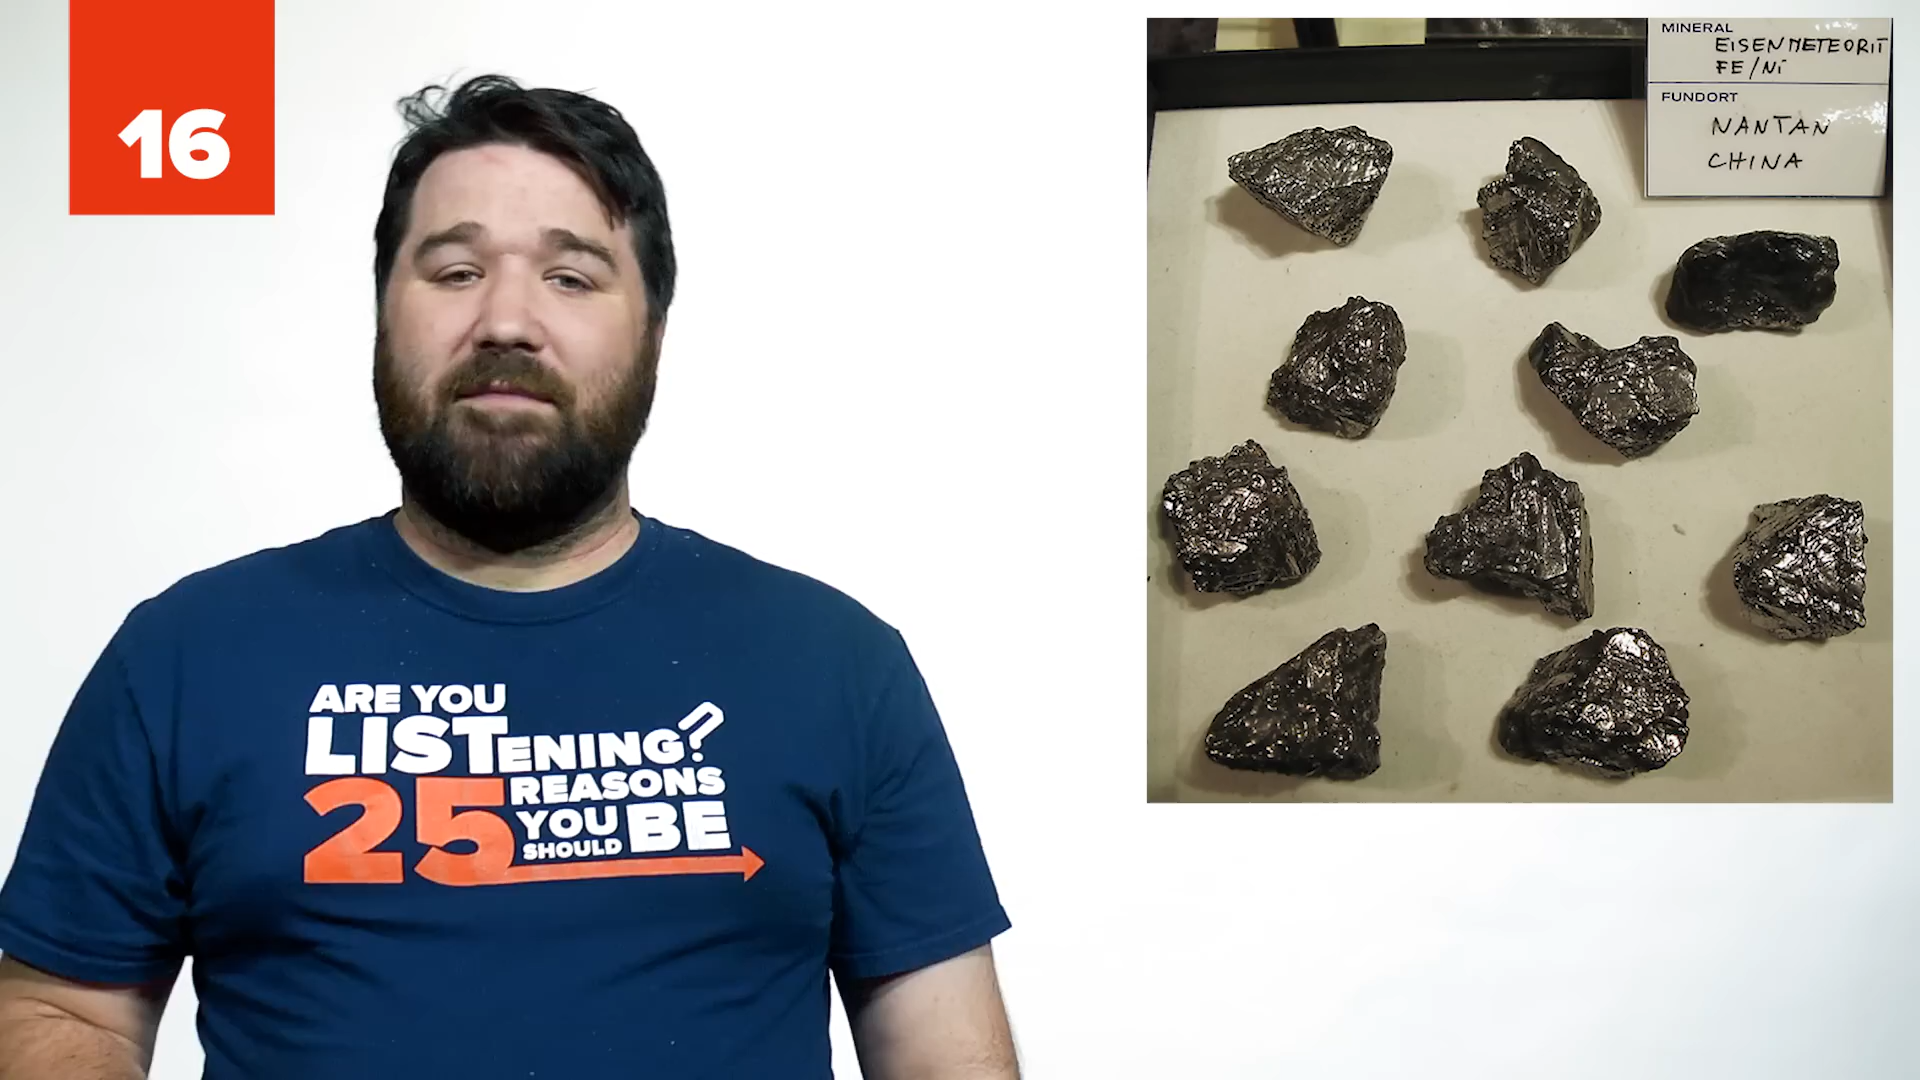 16
MINERAL
EISENMETEORIT
FE/Ni
FUNDORT
NANTAN
CHINA
ARE YOU
LISTENING?
25 REASONS
YOU SHOULD BE